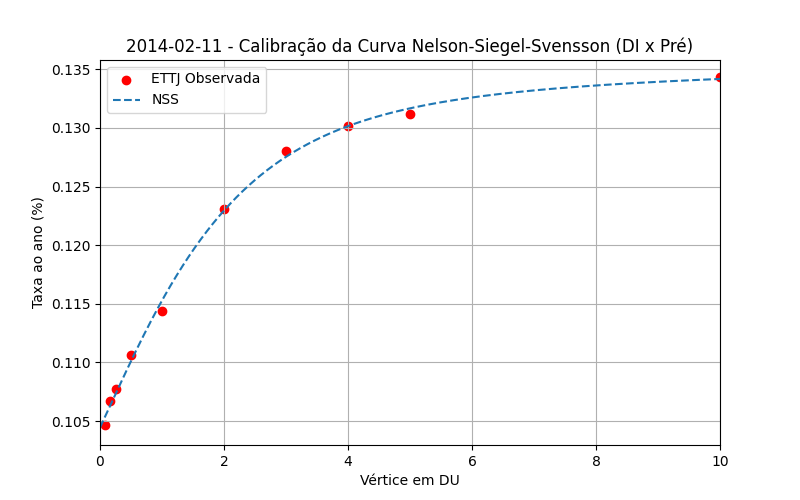 2014-02-11 - Calibração da Curva Nelson-Siegel-Svensson (DI x Pré)
ETTJ Observada
NSS
Taxa ao ano (%)
0.135
0.130
0.125
0.120
0.115
0.110
0.105
0 2 4 6 8 10
Vértice em DU